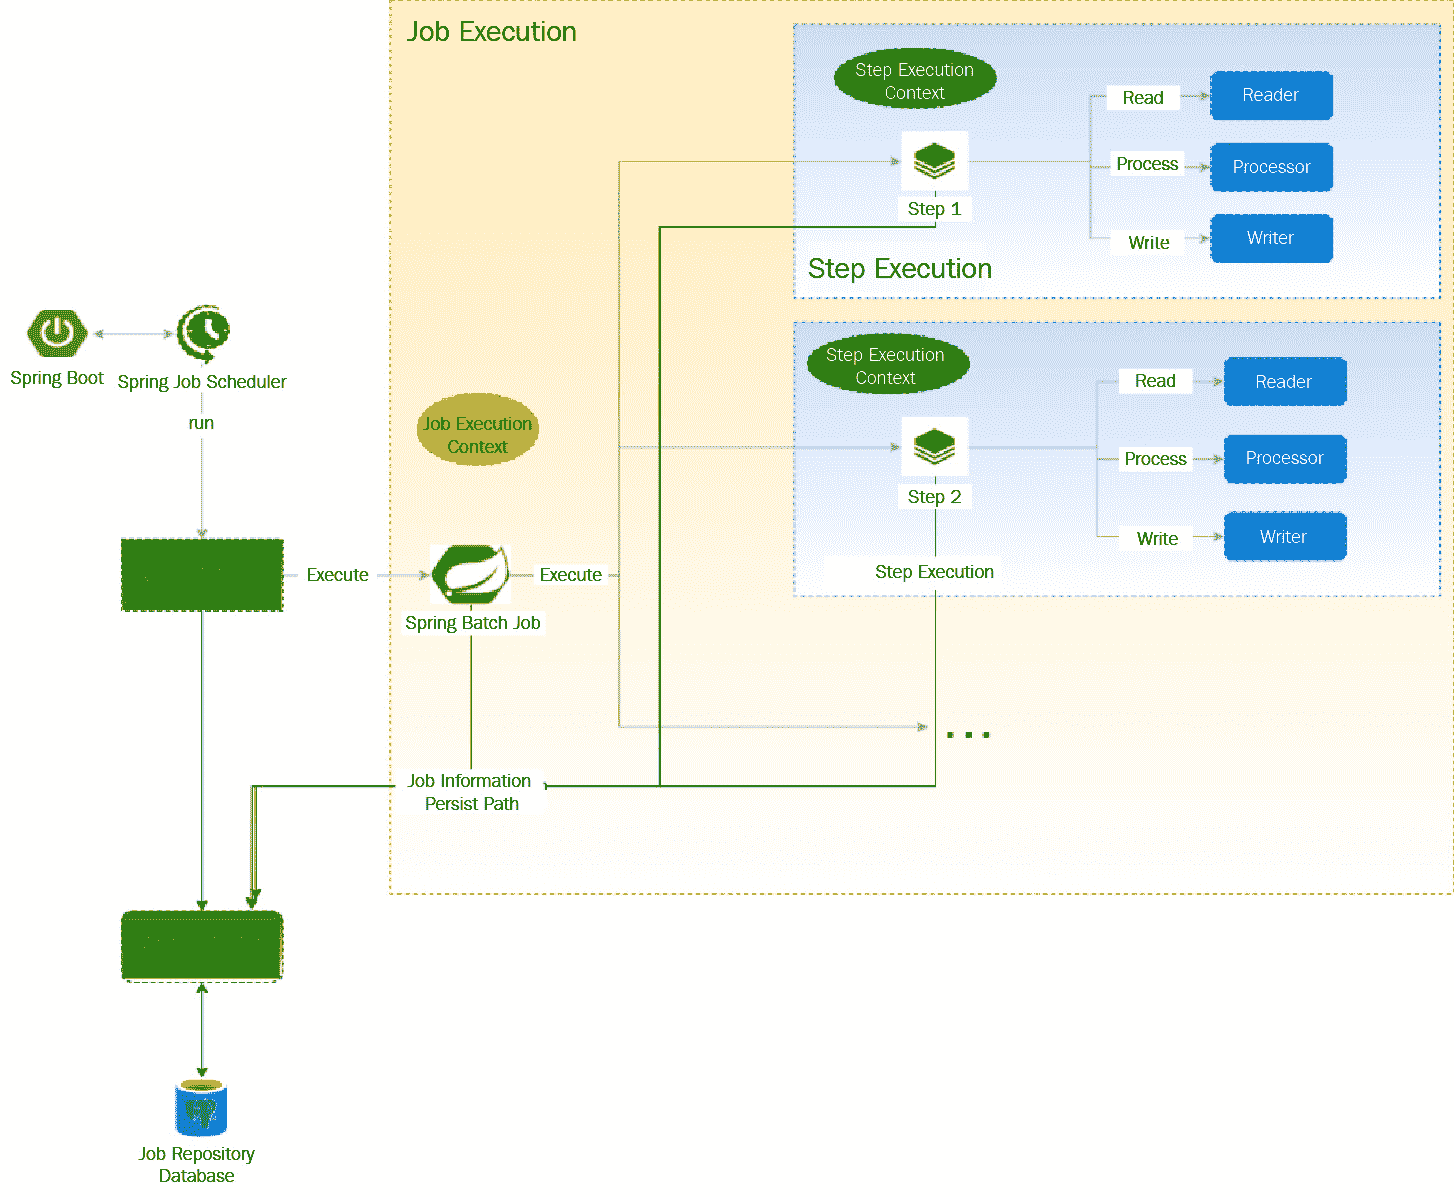 Job Execution
Step Execution
Context
Read
Reader
Process
Processor
Step 1
Write
Writer
Step Execution
Spring Boot
Spring Job Scheduler
run
Step Execution
Context
Read
Reader
Job Execution
Context
Process
Processor
Step 2
Write
Writer
Step Execution
Execute
Execute
Spring Batch Job
...
Job Information
Persist Path
Job Repository
Database